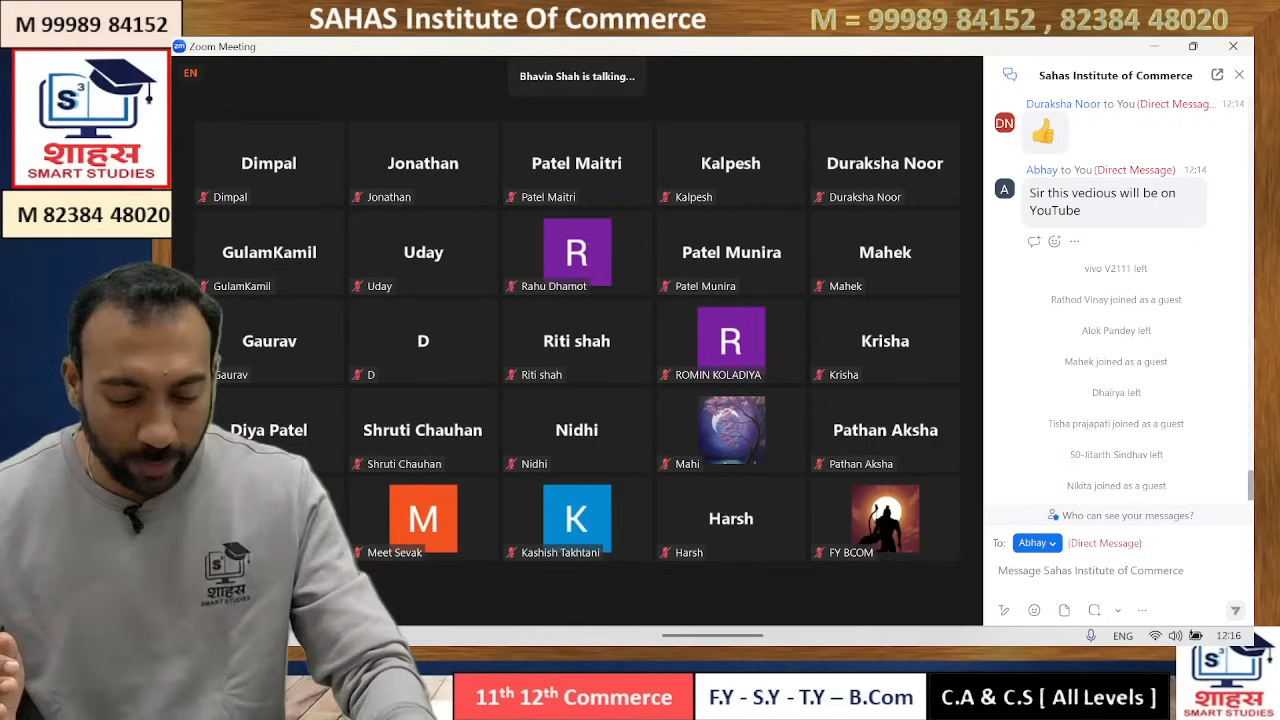 M 99989 84152
SAHAS Institute Of Commerce
M = 99989 84152 , 82384 48020
zm Zoom Meeting
S³
शाहस
SMART STUDIES
M 82384 48020
EN
Bhavin Shah is talking...
Dimpal
Jonathan
Patel Maitri
Kalpesh
Duraksha Noor
Dimpal
Jonathan
Patel Maitri
Kalpesh
Duraksha Noor
GulamKamil
Uday
R
Patel Munira
Mahek
GulamKamil
Uday
Rahu Dhamot
Patel Munira
Mahek
Gaurav
D
Riti shah
R
Krisha
Gaurav
D
Riti shah
ROMIN KOLADIYA
Krisha
Diya Patel
Shruti Chauhan
Nidhi
Pathan Aksha
Shruti Chauhan
Nidhi
Mahi
Pathan Aksha
M
K
Harsh
Meet Sevak
Kashish Takhtani
Harsh
FY BCOM
Sahas Institute of Commerce
Duraksha Noor to You (Direct Messag... 12:14
DN
Abhay to You (Direct Message) 12:14
A
Sir this vedious will be on
YouTube
vivo V2111 left
Rathod Vinay joined as a guest
Alok Pandey left
Mahek joined as a guest
Dhairya left
Tisha prajapati joined as a guest
50-Jitarth Sindhav left
Nikita joined as a guest
Who can see your messages?
To: Abhay (Direct Message)
Message Sahas Institute of Commerce
ENG 12:16
शाहस
SMART STUDIES
11th 12th Commerce
F.Y - S.Y - T.Y – B.Com
C.A & C.S [ All Levels ]
S³
शाहस
SMART STUDIES